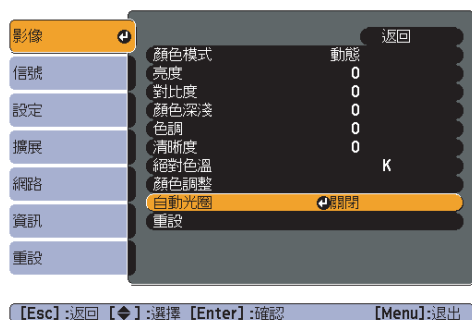 影像
信號
設定
擴展
網路
資訊
重設
返回
顏色模式 動態
亮度 0
對比度 0
顏色深淺 0
色調 0
清晰度 0
絕對色溫 K
顏色調整
自動光圈 關閉
重設
[Esc] :返回 [ ] :選擇 [Enter] :確認 [Menu]:退出